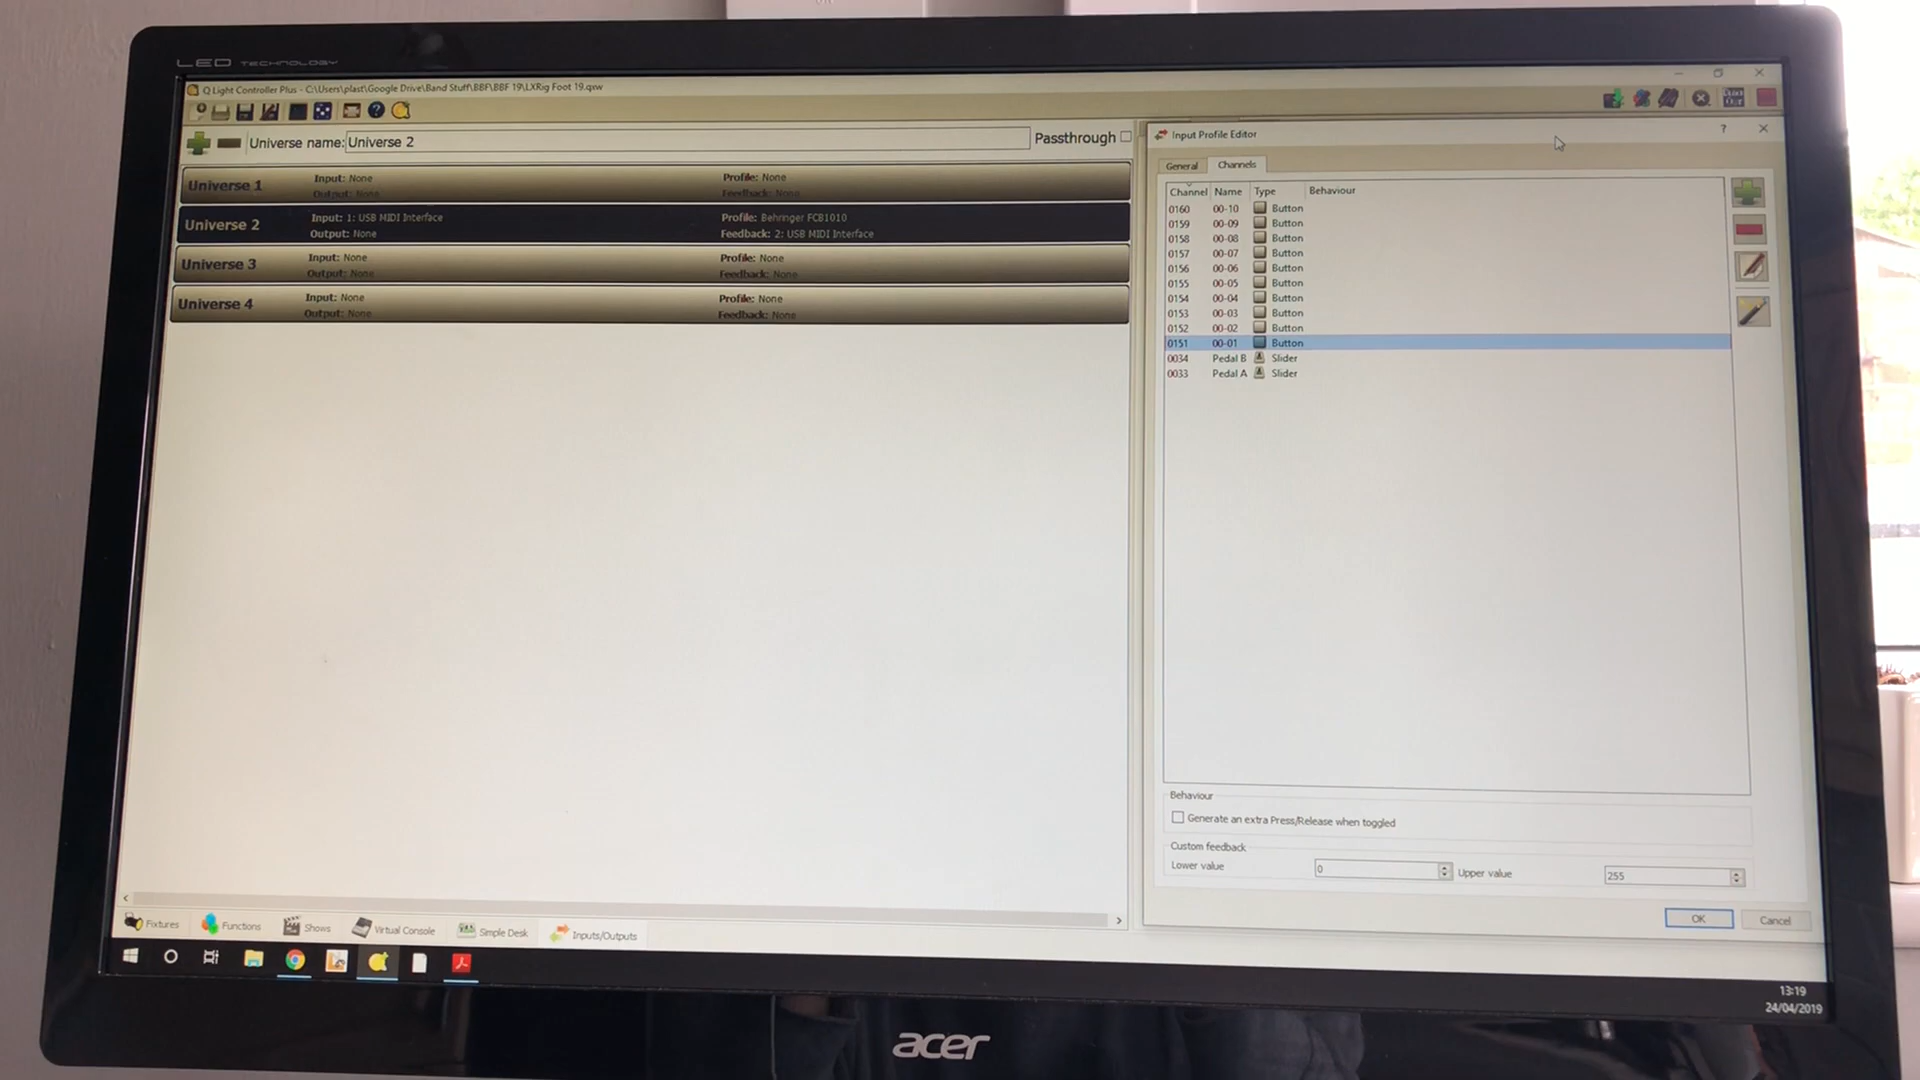 LED TECHNOLOGY
Q Light Controller Plus - C:\Users\plast\Google Drive\Band Stuff\BBF\BBF 19\LXRig Foot 19.qxw
Universe name: Universe 2
Passthrough
Universe 1
Input: None
Output: None
Profile: None
Feedback: None
Universe 2
Input: 1: USB MIDI Interface
Output: None
Profile: Behringer FCB1010
Feedback: 2: USB MIDI Interface
Universe 3
Input: None
Output: None
Profile: None
Feedback: None
Universe 4
Input: None
Output: None
Profile: None
Feedback: None
Input Profile Editor
General Channels
Channel Name Type Behaviour
0160 00-10 Button
0159 00-09 Button
0158 00-08 Button
0157 00-07 Button
0156 00-06 Button
0155 00-05 Button
0154 00-04 Button
0153 00-03 Button
0152 00-02 Button
0151 00-01 Button
0034 Pedal B Slider
0033 Pedal A Slider
Behaviour
Generate an extra Press/Release when toggled
Custom feedback
Lower value 0 Upper value 255
OK Cancel
Fixtures Functions Shows Virtual Console Simple Desk Inputs/Outputs
13:19
24/04/2019
acer